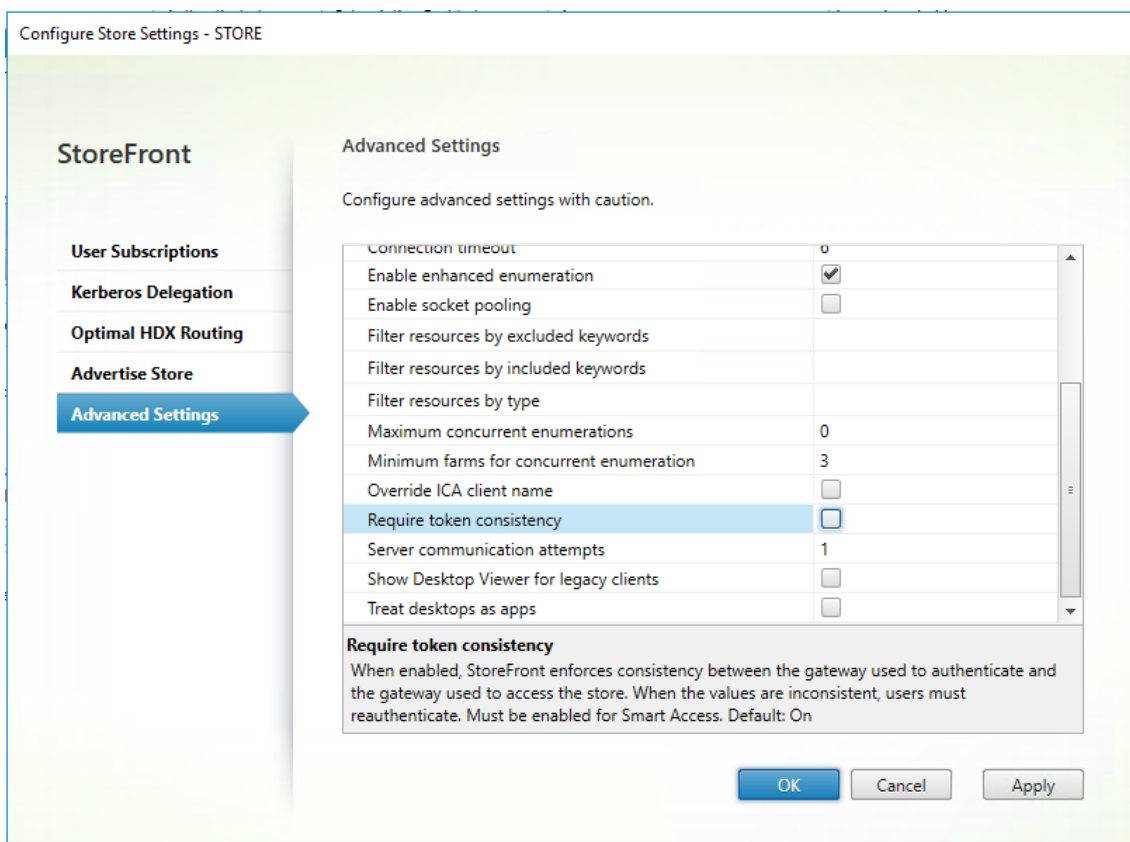 Configure Store Settings - STORE
StoreFront
User Subscriptions
Kerberos Delegation
Optimal HDX Routing
Advertise Store
Advanced Settings
Advanced Settings
Configure advanced settings with caution.
Connection timeout 6
Enable enhanced enumeration
Enable socket pooling
Filter resources by excluded keywords
Filter resources by included keywords
Filter resources by type
Maximum concurrent enumerations 0
Minimum farms for concurrent enumeration 3
Override ICA client name
Require token consistency
Server communication attempts 1
Show Desktop Viewer for legacy clients
Treat desktops as apps
Require token consistency
When enabled, StoreFront enforces consistency between the gateway used to authenticate and
the gateway used to access the store. When the values are inconsistent, users must
reauthenticate. Must be enabled for Smart Access. Default: On
OK Cancel Apply